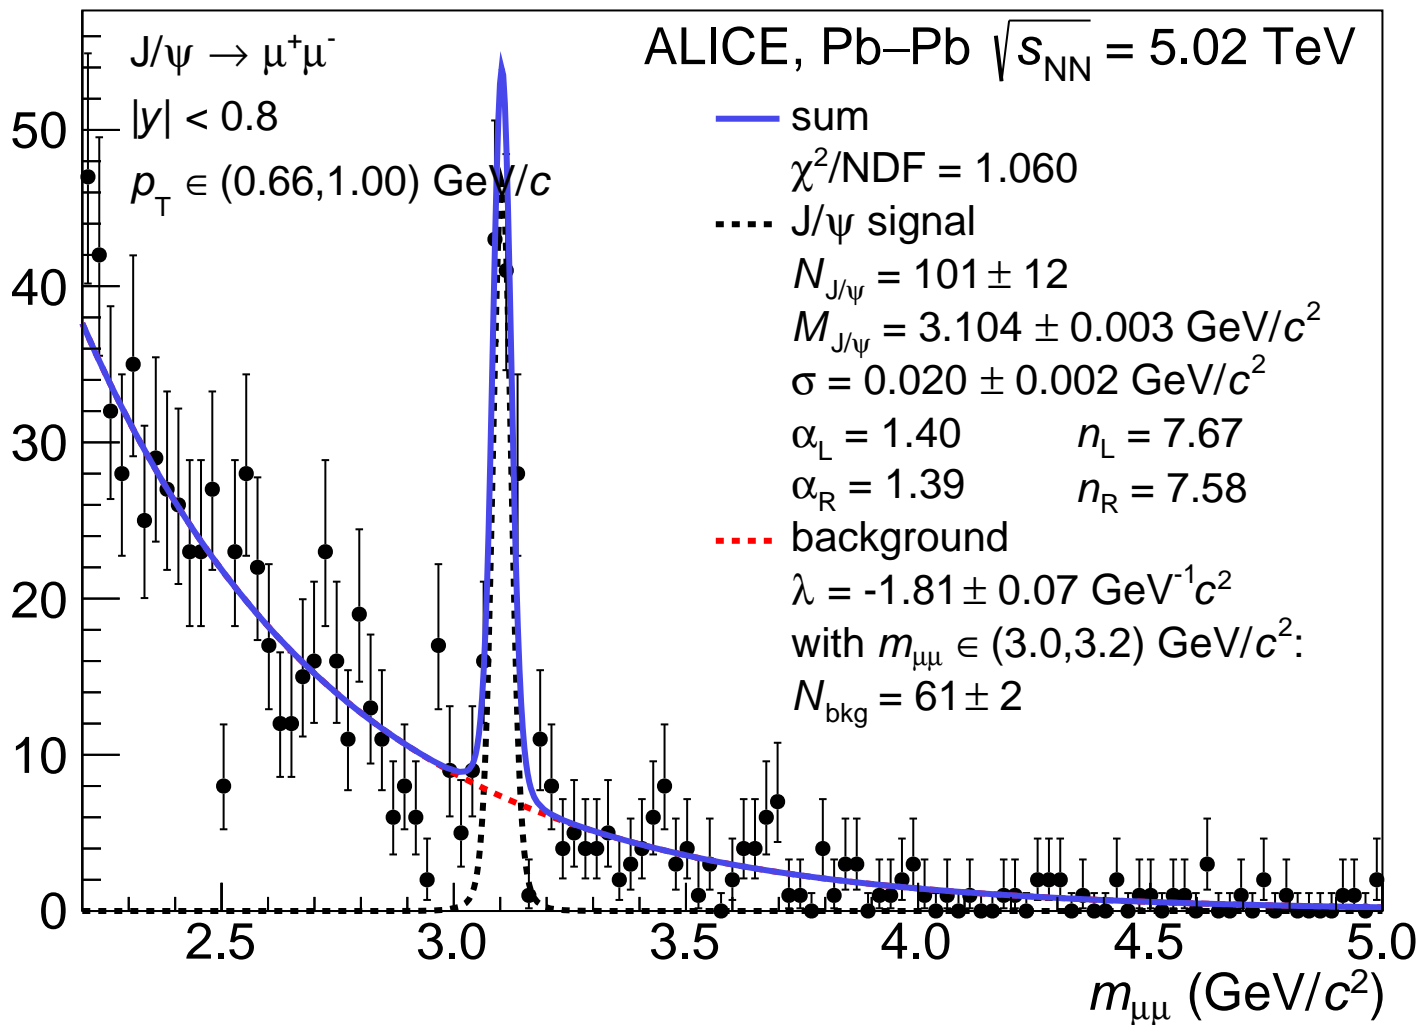 J/ψ → μ⁺μ⁻
|y| < 0.8
p_T ∈ (0.66,1.00) GeV/c
ALICE, Pb–Pb √s_NN = 5.02 TeV
sum
χ²/NDF = 1.060
J/ψ signal
N_J/ψ = 101 ± 12
M_J/ψ = 3.104 ± 0.003 GeV/c²
σ = 0.020 ± 0.002 GeV/c²
α_L = 1.40 n_L = 7.67
α_R = 1.39 n_R = 7.58
background
λ = -1.81 ± 0.07 GeV⁻¹c²
with m_μμ ∈ (3.0,3.2) GeV/c²:
N_bkg = 61 ± 2
50
40
30
20
10
0
2.5 3.0 3.5 4.0 4.5 5.0
m_μμ (GeV/c²)